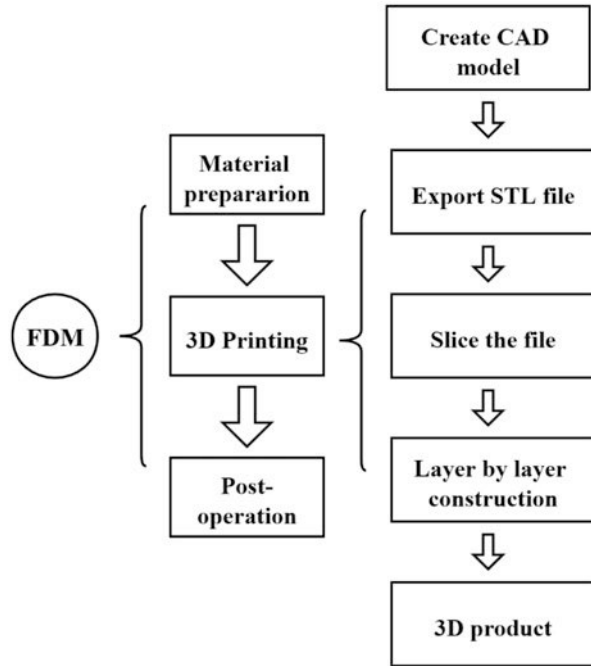 FDM
Material
prepararion
3D Printing
Post-
operation
Create CAD
model
Export STL file
Slice the file
Layer by layer
construction
3D product